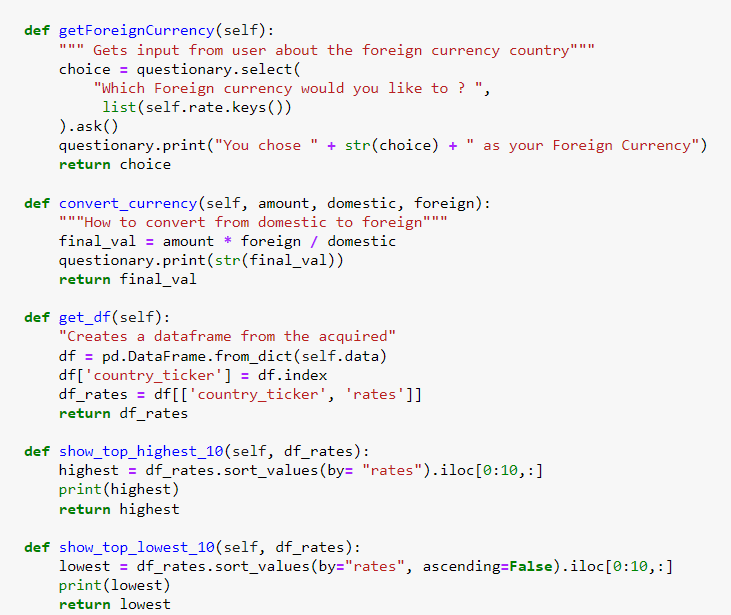 def getForeignCurrency(self):
    """ Gets input from user about the foreign currency country"""
    choice = questionary.select(
        "Which Foreign currency would you like to ? ",
         list(self.rate.keys())
    ).ask()
    questionary.print("You chose " + str(choice) + " as your Foreign Currency")
    return choice

def convert_currency(self, amount, domestic, foreign):
    """How to convert from domestic to foreign"""
    final_val = amount * foreign / domestic
    questionary.print(str(final_val))
    return final_val

def get_df(self):
    "Creates a dataframe from the acquired"
    df = pd.DataFrame.from_dict(self.data)
    df['country_ticker'] = df.index
    df_rates = df[['country_ticker', 'rates']]
    return df_rates

def show_top_highest_10(self, df_rates):
    highest = df_rates.sort_values(by= "rates").iloc[0:10,:]
    print(highest)
    return highest

def show_top_lowest_10(self, df_rates):
    lowest = df_rates.sort_values(by="rates", ascending=False).iloc[0:10,:]
    print(lowest)
    return lowest